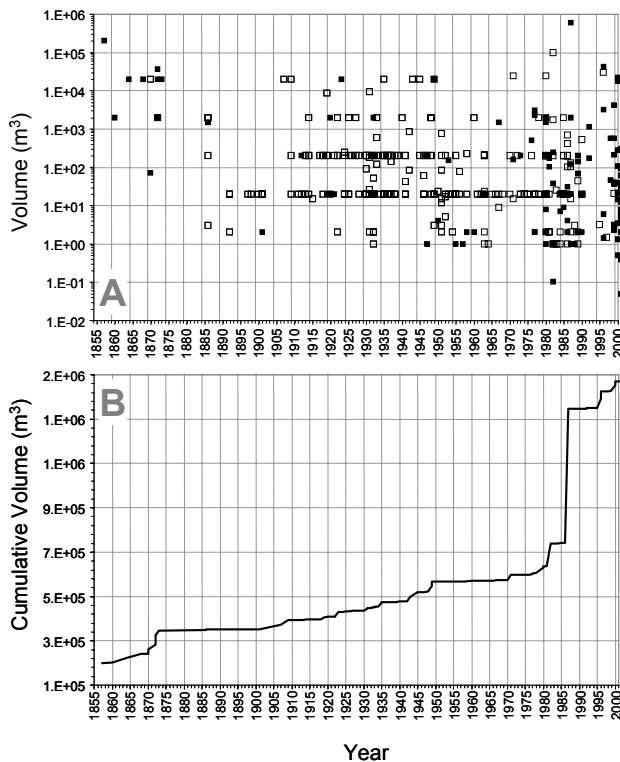 1.E+06
1.E+05
1.E+04
1.E+03
1.E+02
1.E+01
1.E+00
1.E-01
1.E-02
Volume (m³)
A
1855 1860 1865 1870 1875 1880 1885 1890 1895 1900 1905 1910 1915 1920 1925 1930 1935 1940 1945 1950 1955 1960 1965 1970 1975 1980 1985 1990 1995 2000
2.E+06
1.E+06
1.E+06
9.E+05
7.E+05
5.E+05
3.E+05
1.E+05
Cumulative Volume (m³)
B
1855 1860 1865 1870 1875 1880 1885 1890 1895 1900 1905 1910 1915 1920 1925 1930 1935 1940 1945 1950 1955 1960 1965 1970 1975 1980 1985 1990 1995 2000
Year